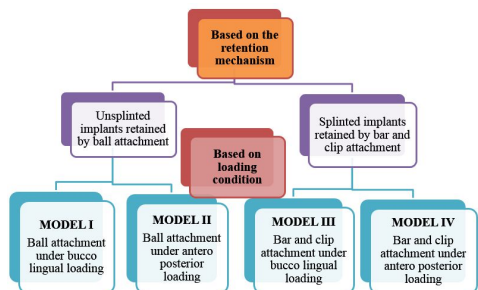 Based on the
retention
mechanism
Unsplinted
implants retained
by ball attachment
Splinted implants
retained by bar and
clip attachment
Based on
loading
condition
MODEL I
Ball attachment
under bucco
lingual loading
MODEL II
Ball attachment
under antero
posterior
loading
MODEL III
Bar and clip
attachment under
bucco lingual
loading
MODEL IV
Bar and clip
attachment under
antero posterior
loading